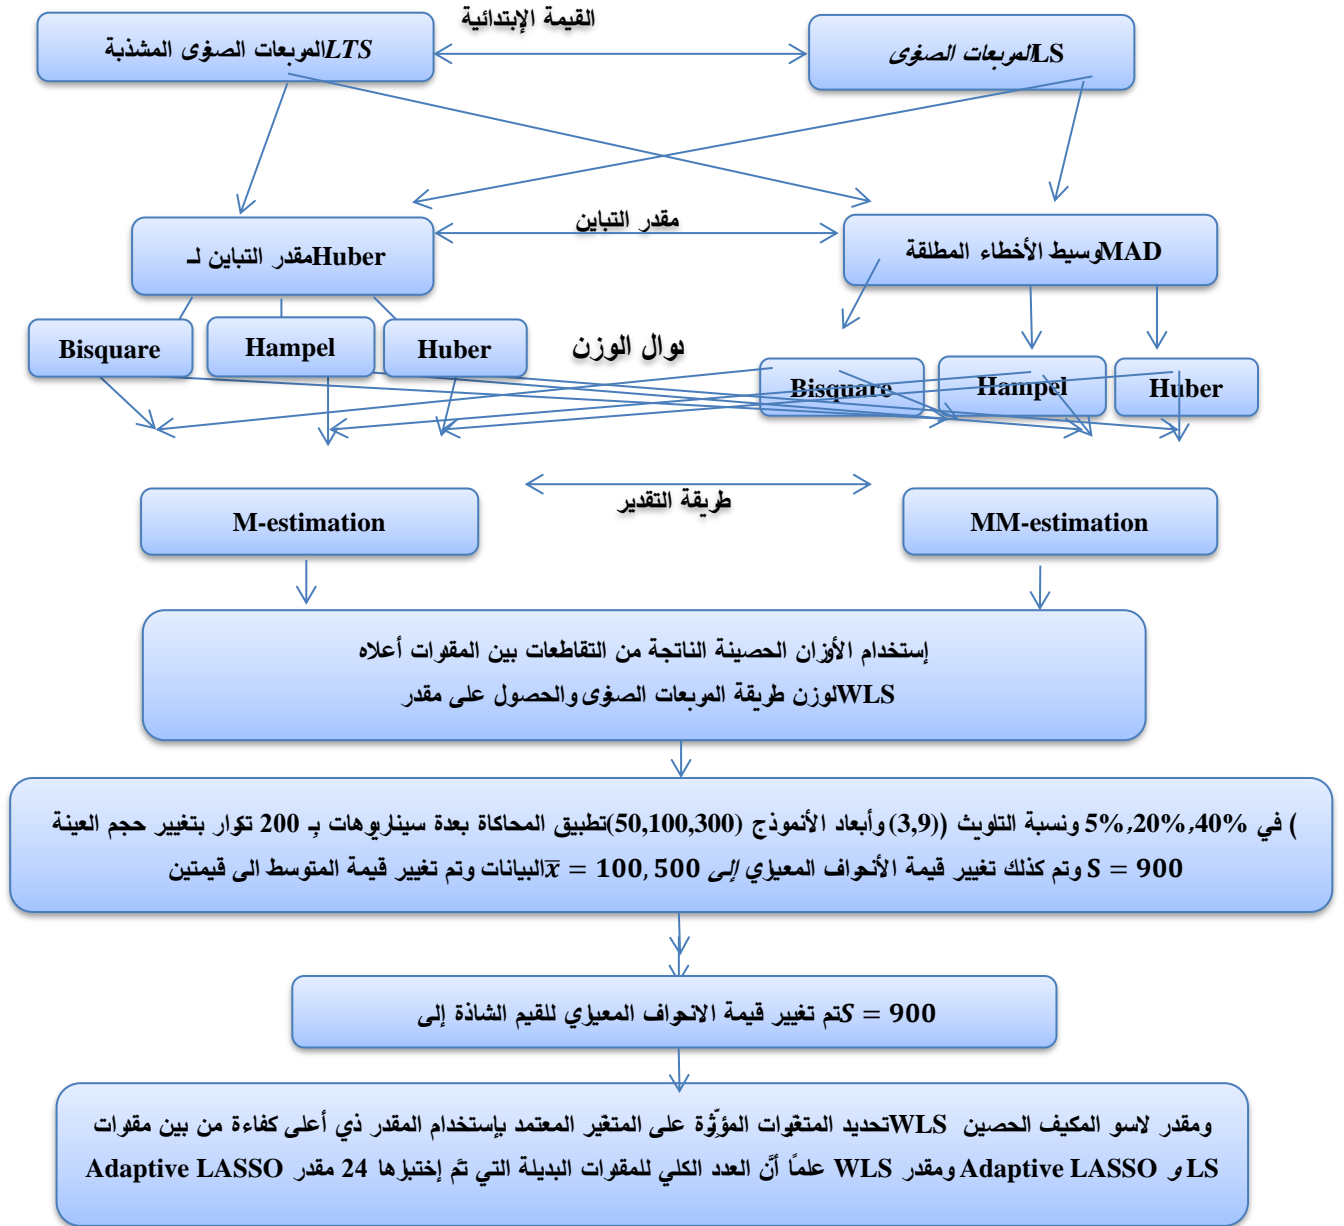 القيمة الإبتدائية
LTSالمربعات الصغرى المشذبة
LSالمربعات الصغرى
مقدر التباين
Huberمقدر التباين لـ
MADوسيط الأخطاء المطلقة
Bisquare
Hampel
Huber
دوال الوزن
Bisquare
Hampel
Huber
طريقة التقدير
M-estimation
MM-estimation
إستخدام الأوزان الحصينة الناتجة من التقاطعات بين المقدرات أعلاه
WLSلوزن طريقة المربعات الصغرى والحصول على مقدر
) في 40%,20%,5% ونسبة التلويث ((3,9) وأبعاد الأنموذج (50,100,300)تطبيق المحاكاة بعدة سيناريوهات بـ 200 تكرار بتغيير حجم العينة
S = 900 وتم كذلك تغيير قيمة الأنحراف المعياري إلى x̅ = 100, 500البيانات وتم تغيير قيمة المتوسط الى قيمتين
S = 900تم تغيير قيمة الانحراف المعياري للقيم الشاذة إلى
ومقدر لاسو المكيف الحصين WLSتحديد المتغيرات المؤثرة على المتغير المعتمد بإستخدام المقدر ذي أعلى كفاءة من بين مقدرات
LS و Adaptive LASSO ومقدر WLS علماً أنَّ العدد الكلي للمقدرات البديلة التي تمَّ إختبارها 24 مقدر Adaptive LASSO